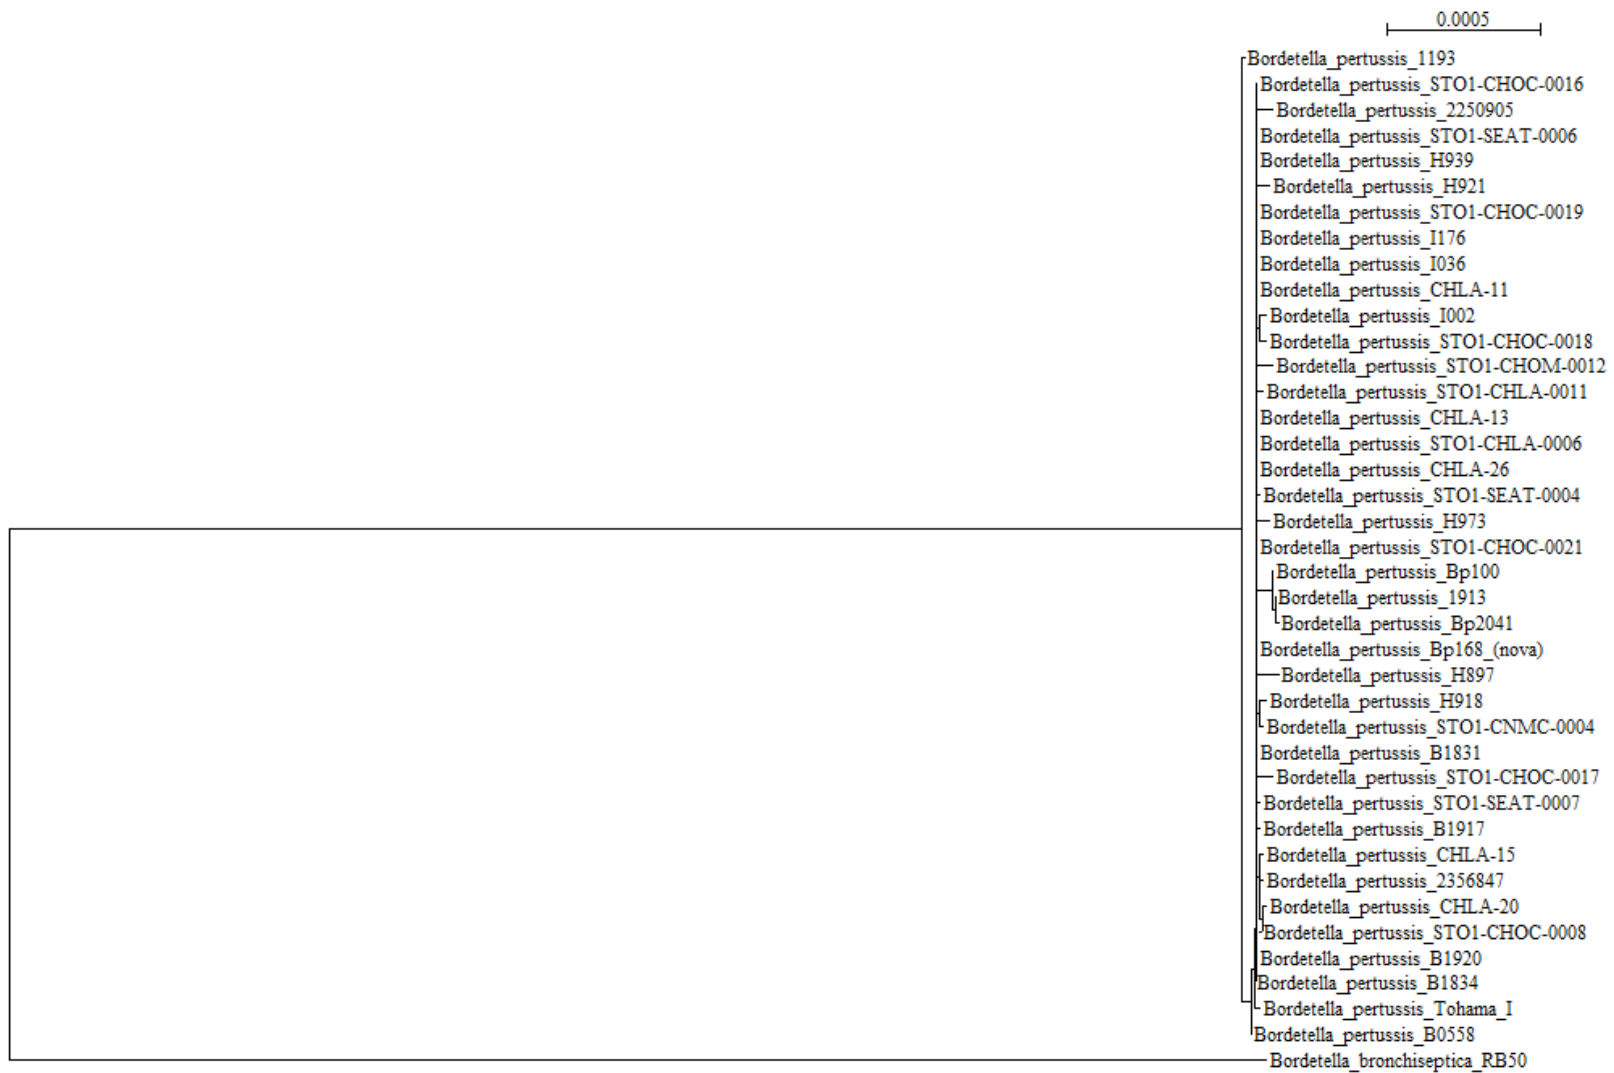 0.0005
Bordetella_pertussis_1193
Bordetella_pertussis_STO1-CHOC-0016
Bordetella_pertussis_2250905
Bordetella_pertussis_STO1-SEAT-0006
Bordetella_pertussis_H939
Bordetella_pertussis_H921
Bordetella_pertussis_STO1-CHOC-0019
Bordetella_pertussis_I176
Bordetella_pertussis_I036
Bordetella_pertussis_CHLA-11
Bordetella_pertussis_I002
Bordetella_pertussis_STO1-CHOC-0018
Bordetella_pertussis_STO1-CHOM-0012
Bordetella_pertussis_STO1-CHLA-0011
Bordetella_pertussis_CHLA-13
Bordetella_pertussis_STO1-CHLA-0006
Bordetella_pertussis_CHLA-26
Bordetella_pertussis_STO1-SEAT-0004
Bordetella_pertussis_H973
Bordetella_pertussis_STO1-CHOC-0021
Bordetella_pertussis_Bp100
Bordetella_pertussis_1913
Bordetella_pertussis_Bp2041
Bordetella_pertussis_Bp168_(nova)
Bordetella_pertussis_H897
Bordetella_pertussis_H918
Bordetella_pertussis_STO1-CNMC-0004
Bordetella_pertussis_B1831
Bordetella_pertussis_STO1-CHOC-0017
Bordetella_pertussis_STO1-SEAT-0007
Bordetella_pertussis_B1917
Bordetella_pertussis_CHLA-15
Bordetella_pertussis_2356847
Bordetella_pertussis_CHLA-20
Bordetella_pertussis_STO1-CHOC-0008
Bordetella_pertussis_B1920
Bordetella_pertussis_B1834
Bordetella_pertussis_Tohama_I
Bordetella_pertussis_B0558
Bordetella_bronchiseptica_RB50